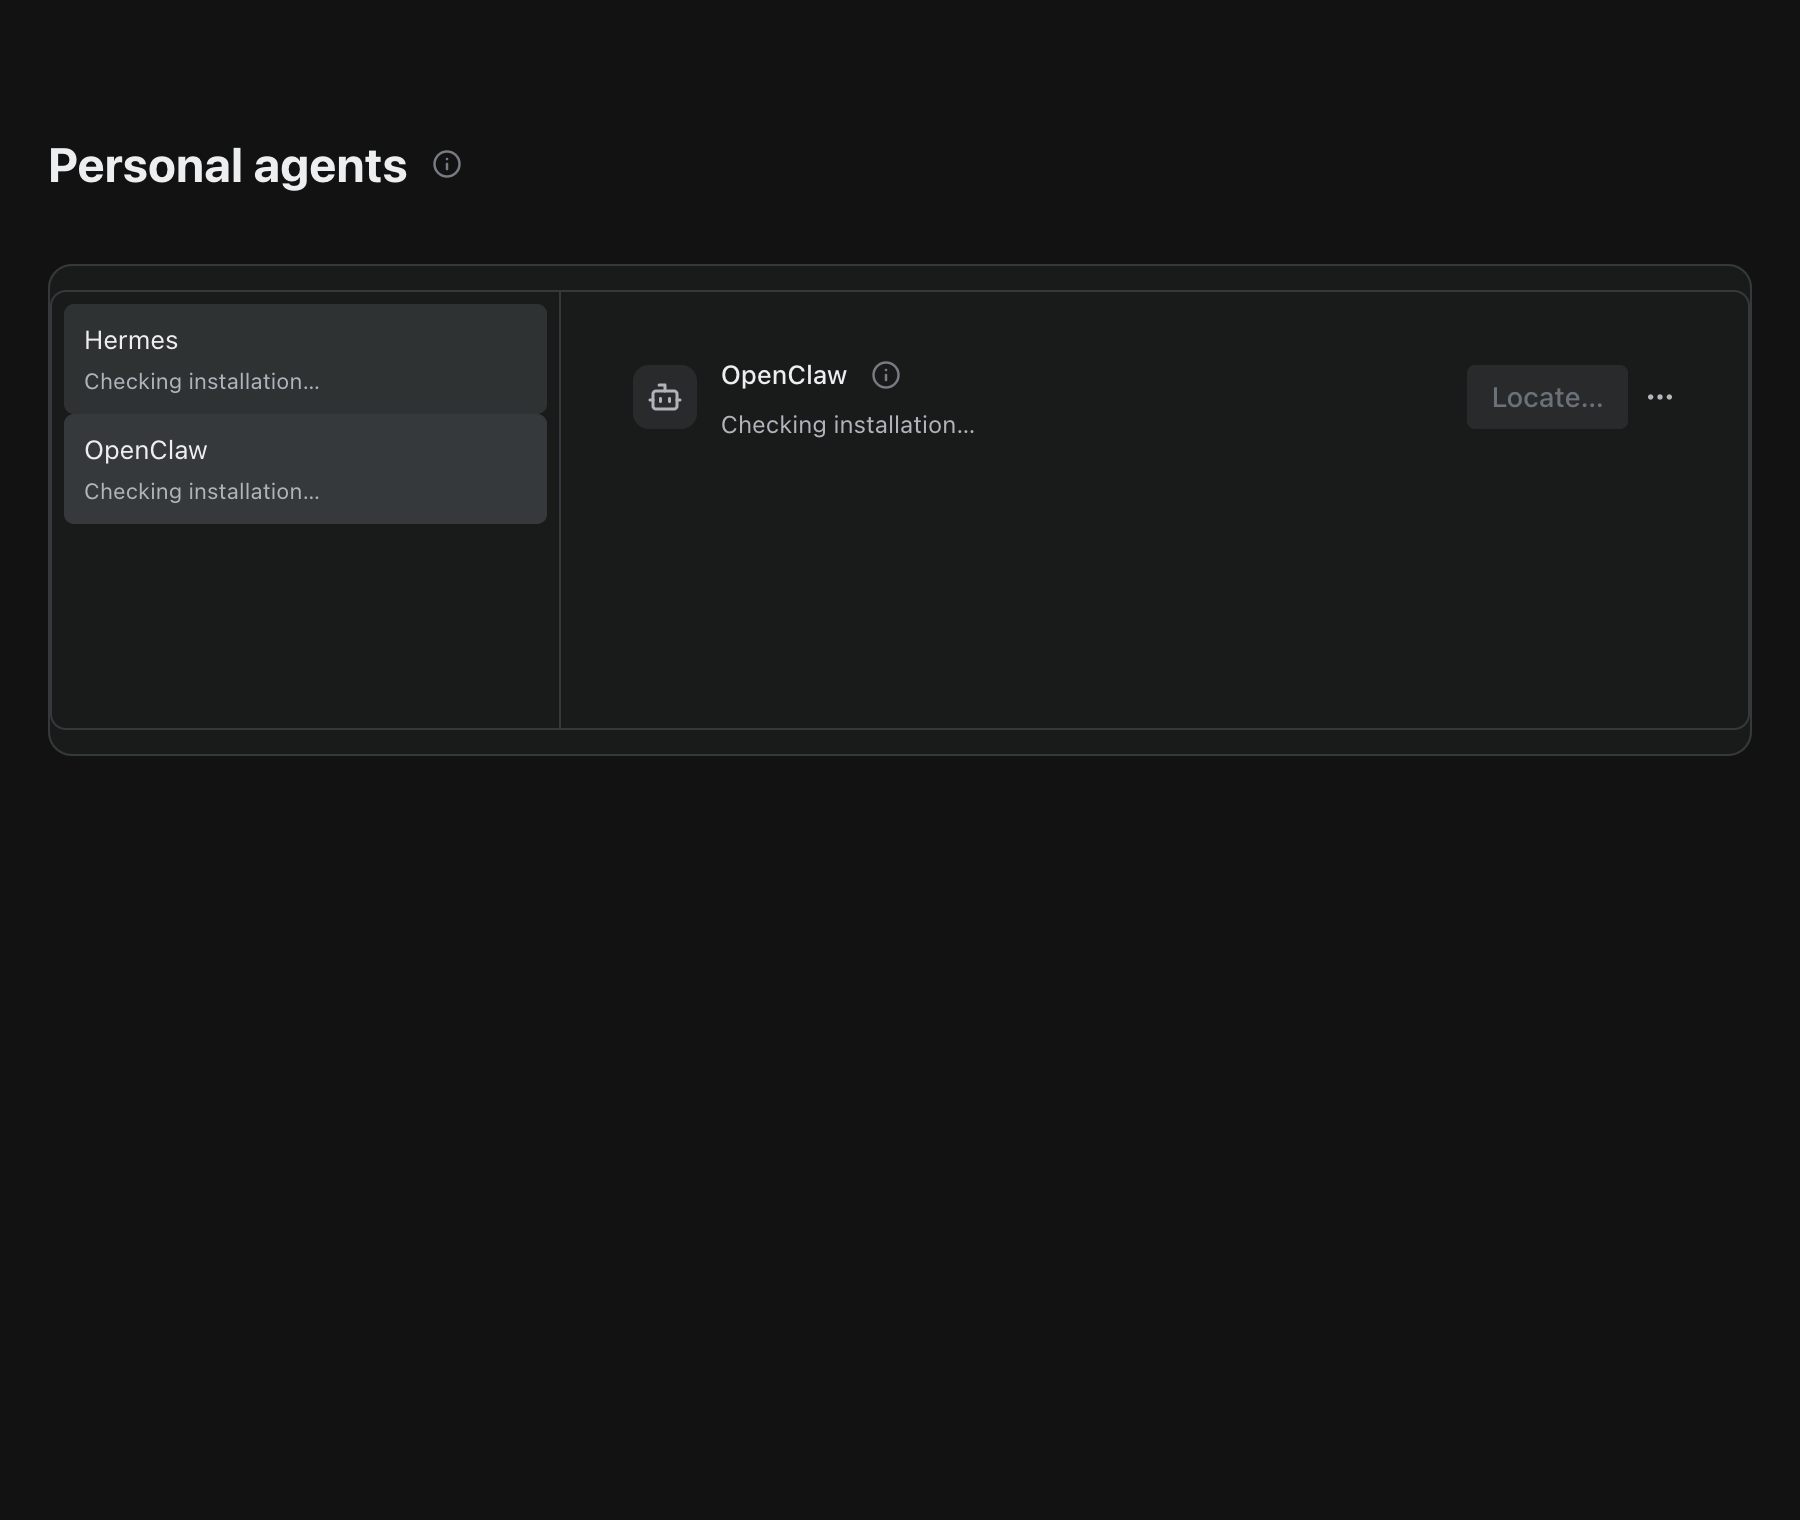 Personal agents
Hermes
Checking installation...
OpenClaw
Checking installation...
OpenClaw
Checking installation...
Locate...